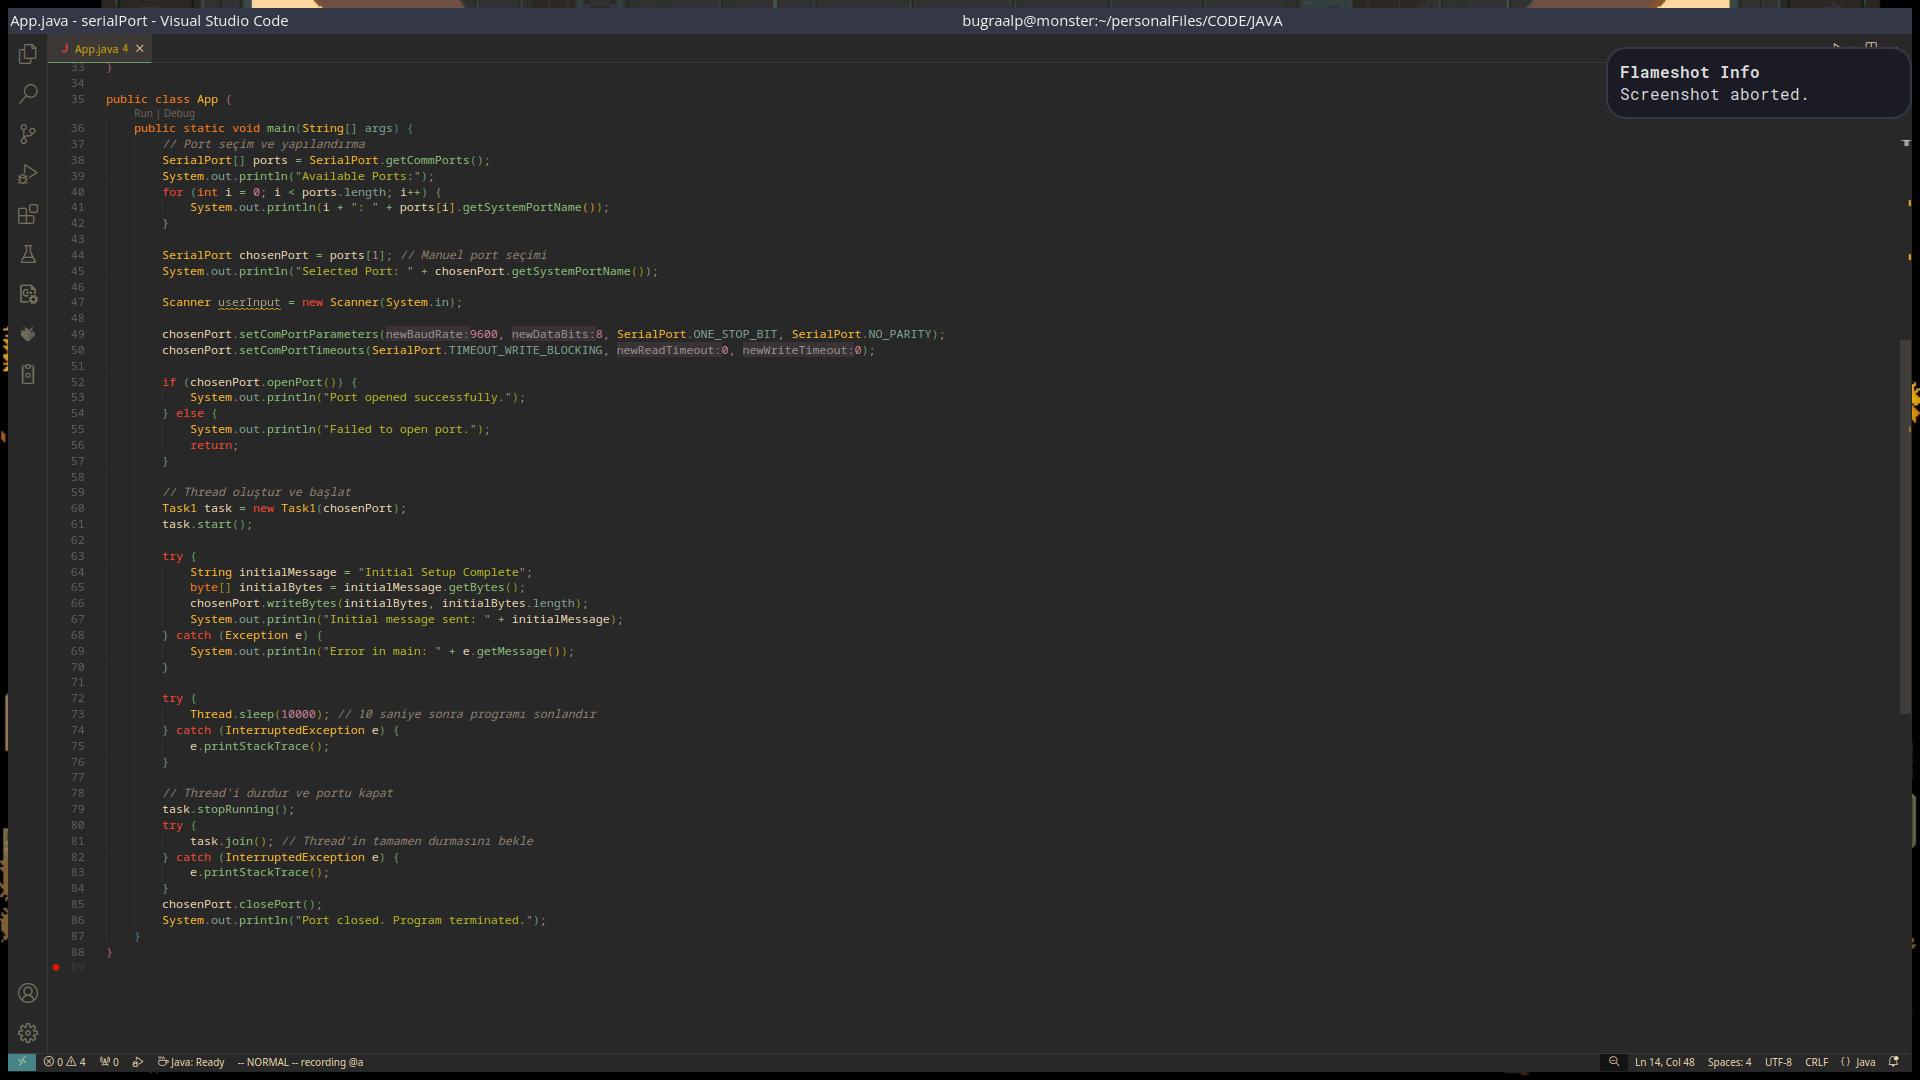 App.java - serialPort - Visual Studio Code
bugraalp@monster:~/personalFiles/CODE/JAVA
J App.java 4 ×
Flameshot Info
Screenshot aborted.
33 }
34
35 public class App {
Run | Debug
36 public static void main(String[] args) {
37 // Port seçim ve yapılandırma
38 SerialPort[] ports = SerialPort.getCommPorts();
39 System.out.println("Available Ports:");
40 for (int i = 0; i < ports.length; i++) {
41 System.out.println(i + ": " + ports[i].getSystemPortName());
42 }
43
44 SerialPort chosenPort = ports[1]; // Manuel port seçimi
45 System.out.println("Selected Port: " + chosenPort.getSystemPortName());
46
47 Scanner userInput = new Scanner(System.in);
48
49 chosenPort.setComPortParameters(newBaudRate:9600, newDataBits:8, SerialPort.ONE_STOP_BIT, SerialPort.NO_PARITY);
50 chosenPort.setComPortTimeouts(SerialPort.TIMEOUT_WRITE_BLOCKING, newReadTimeout:0, newWriteTimeout:0);
51
52 if (chosenPort.openPort()) {
53 System.out.println("Port opened successfully.");
54 } else {
55 System.out.println("Failed to open port.");
56 return;
57 }
58
59 // Thread oluştur ve başlat
60 Task1 task = new Task1(chosenPort);
61 task.start();
62
63 try {
64 String initialMessage = "Initial Setup Complete";
65 byte[] initialBytes = initialMessage.getBytes();
66 chosenPort.writeBytes(initialBytes, initialBytes.length);
67 System.out.println("Initial message sent: " + initialMessage);
68 } catch (Exception e) {
69 System.out.println("Error in main: " + e.getMessage());
70 }
71
72 try {
73 Thread.sleep(10000); // 10 saniye sonra programı sonlandır
74 } catch (InterruptedException e) {
75 e.printStackTrace();
76 }
77
78 // Thread'i durdur ve portu kapat
79 task.stopRunning();
80 try {
81 task.join(); // Thread'in tamamen durmasını bekle
82 } catch (InterruptedException e) {
83 e.printStackTrace();
84 }
85 chosenPort.closePort();
86 System.out.println("Port closed. Program terminated.");
87 }
88 }
89
0 4 0 Java: Ready -- NORMAL -- recording @a
Ln 14, Col 48 Spaces: 4 UTF-8 CRLF {} Java